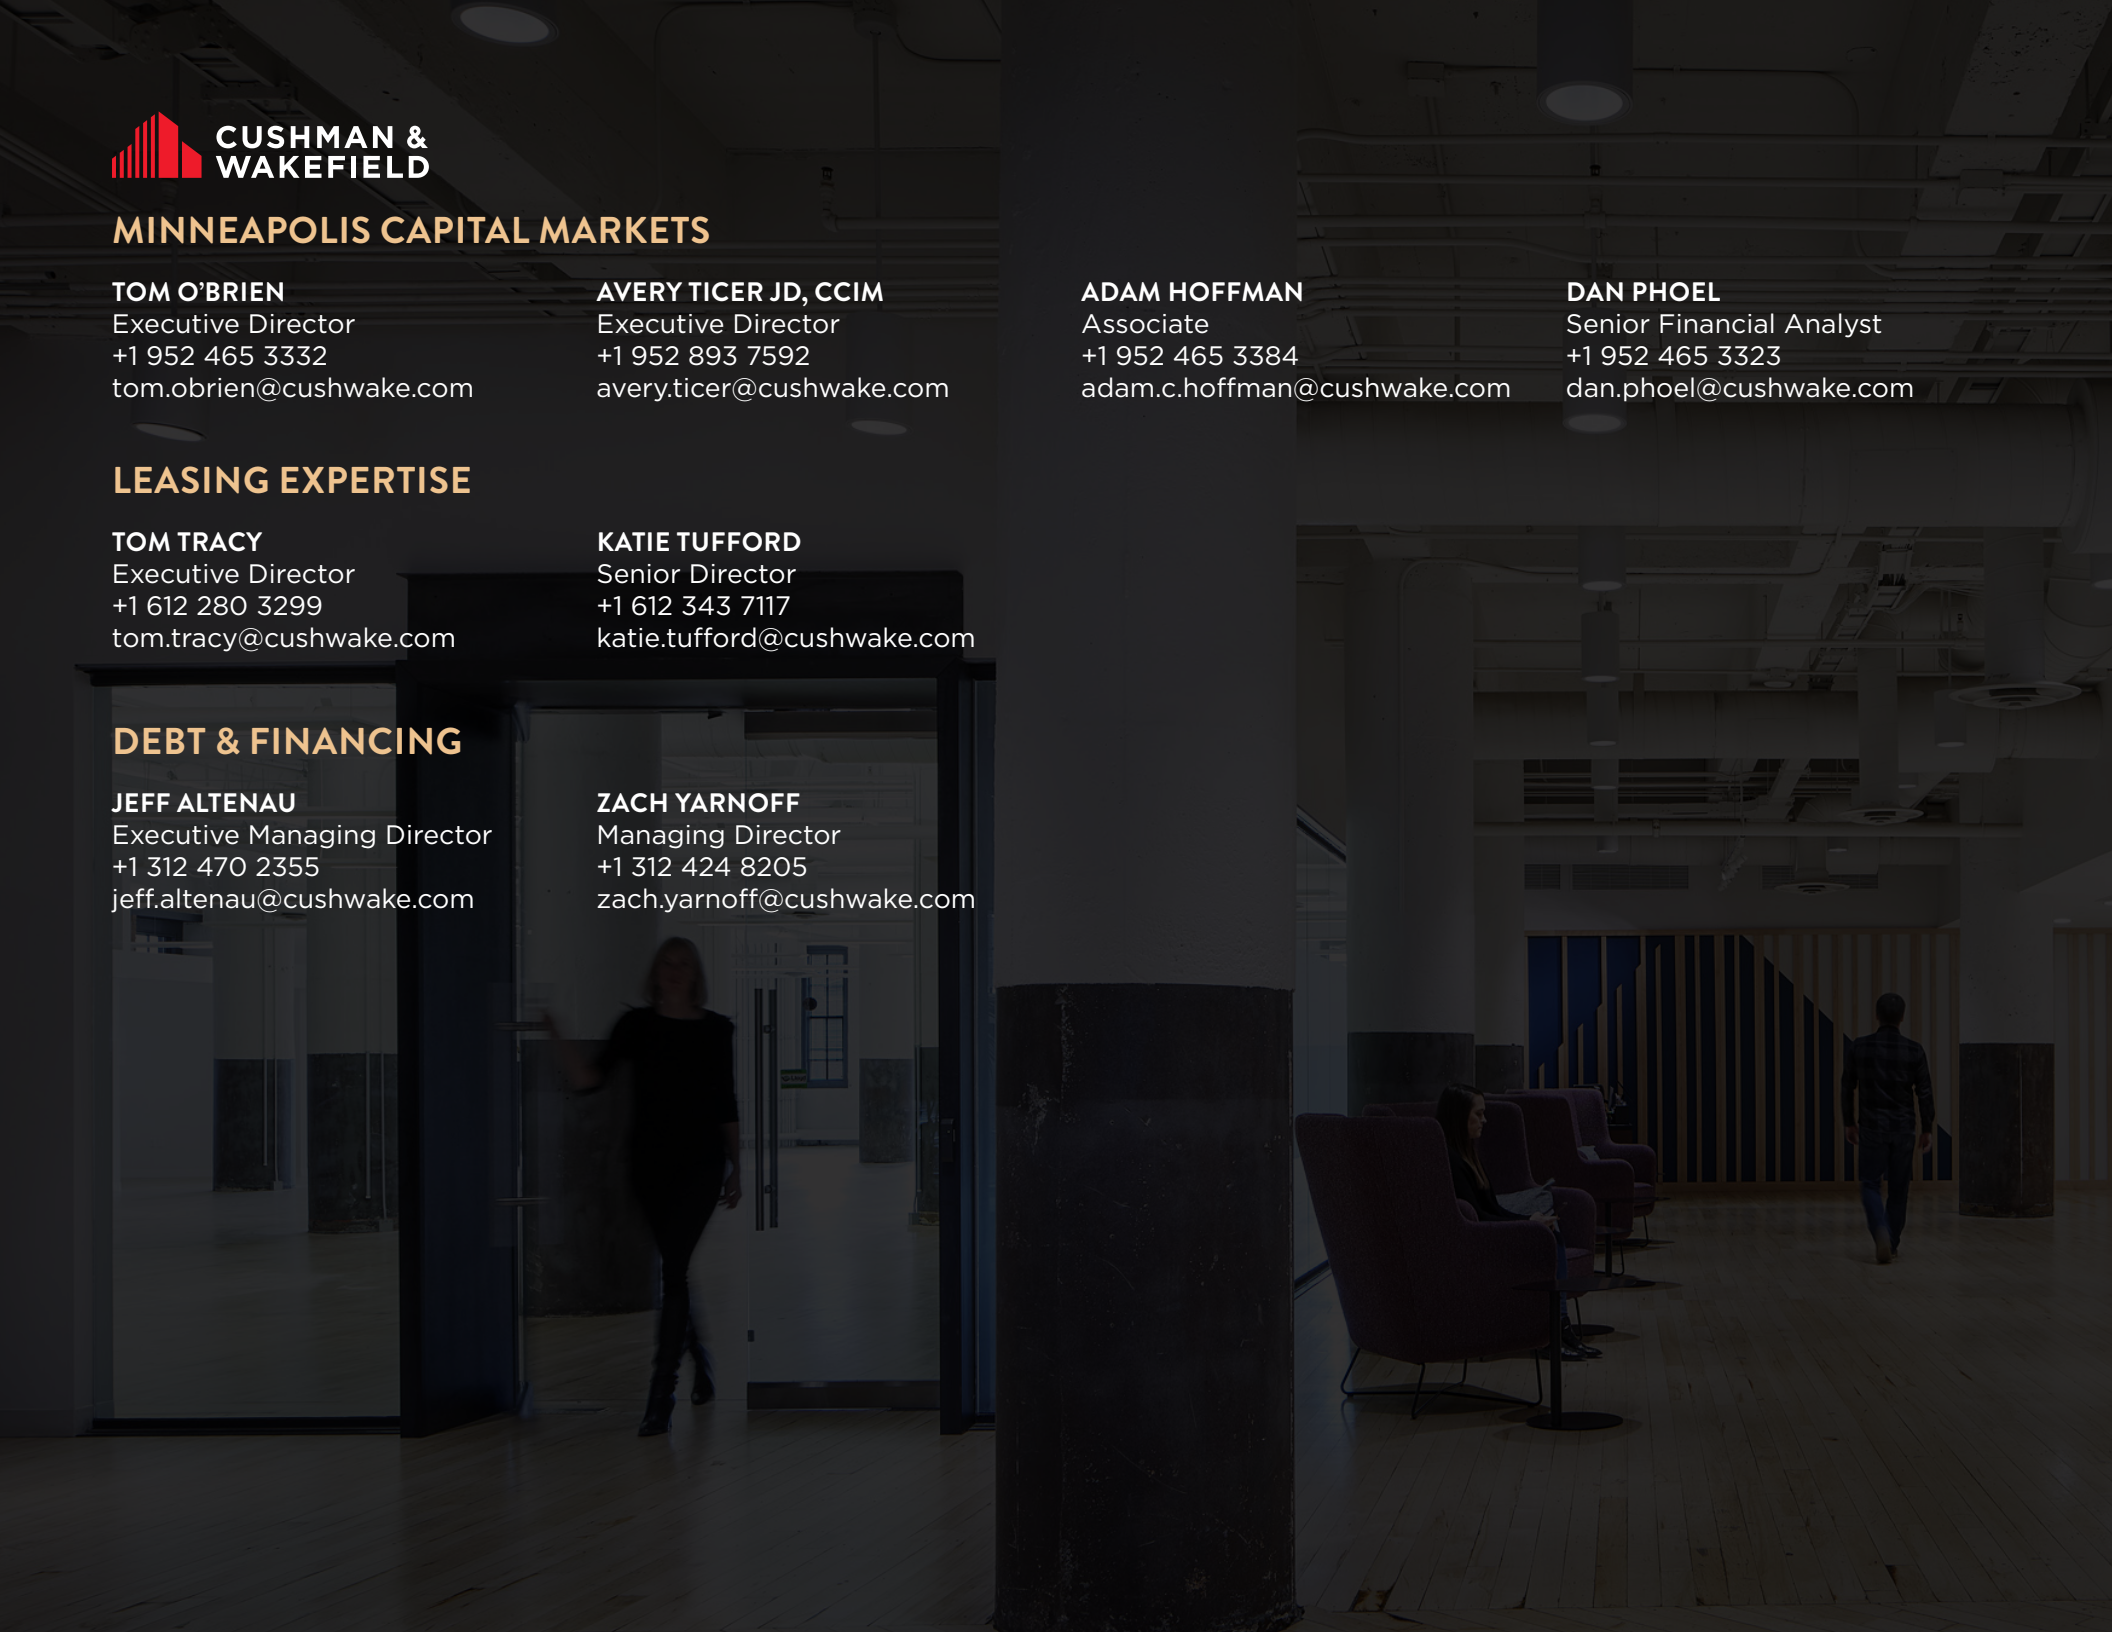 CUSHMAN &
WAKEFIELD
MINNEAPOLIS CAPITAL MARKETS
TOM O’BRIEN
Executive Director
+1 952 465 3332
tom.obrien@cushwake.com
AVERY TICER JD, CCIM
Executive Director
+1 952 893 7592
avery.ticer@cushwake.com
ADAM HOFFMAN
Associate
+1 952 465 3384
adam.c.hoffman@cushwake.com
DAN PHOEL
Senior Financial Analyst
+1 952 465 3323
dan.phoel@cushwake.com
LEASING EXPERTISE
TOM TRACY
Executive Director
+1 612 280 3299
tom.tracy@cushwake.com
KATIE TUFFORD
Senior Director
+1 612 343 7117
katie.tufford@cushwake.com
DEBT & FINANCING
JEFF ALTENAU
Executive Managing Director
+1 312 470 2355
jeff.altenau@cushwake.com
ZACH YARNOFF
Managing Director
+1 312 424 8205
zach.yarnoff@cushwake.com